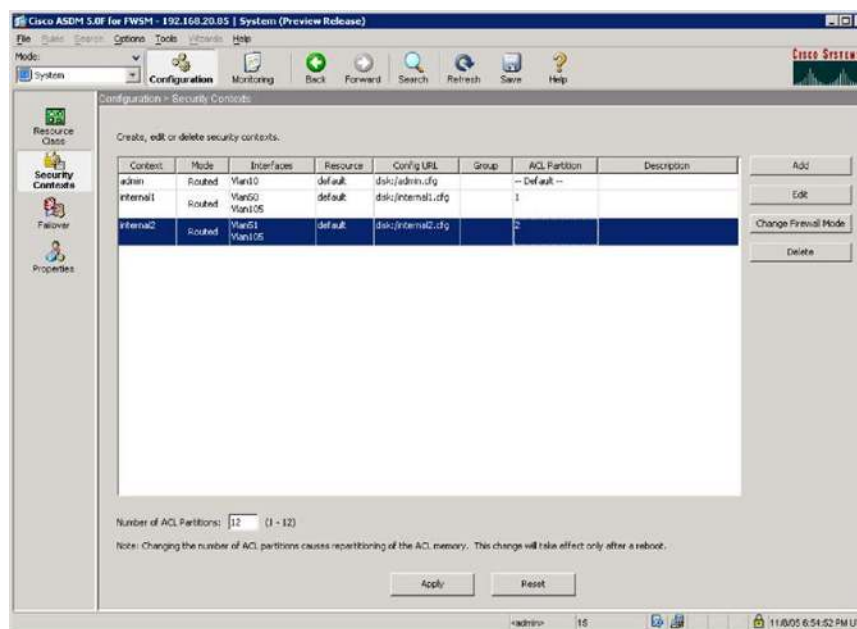 Cisco ASDM 5.0F for FWSM - 192.168.20.85 | System (Preview Release)
File Rules Search Options Tools Wizards Help
Mode:
System
Configuration Monitoring Back Forward Search Refresh Save Help
CISCO SYSTEMS
Configuration > Security Contexts
Resource Class
Security Contexts
Failover
Properties
Create, edit or delete security contexts.
Context Mode Interfaces Resource Config URL Group ACL Partition Description
admin Routed Vlan10 default disk:/admin.cfg -- Default --
internal1 Routed Vlan50 default disk:/internal1.cfg 1
Vlan105
internal2 Routed Vlan51 default disk:/internal2.cfg 2
Vlan105
Add
Edit
Change Firewall Mode
Delete
Number of ACL Partitions: 12 (1 - 12)
Note: Changing the number of ACL partitions causes repartitioning of the ACL memory. This change will take effect only after a reboot.
Apply Reset
<admin> 15 11/8/05 6:54:52 PM U